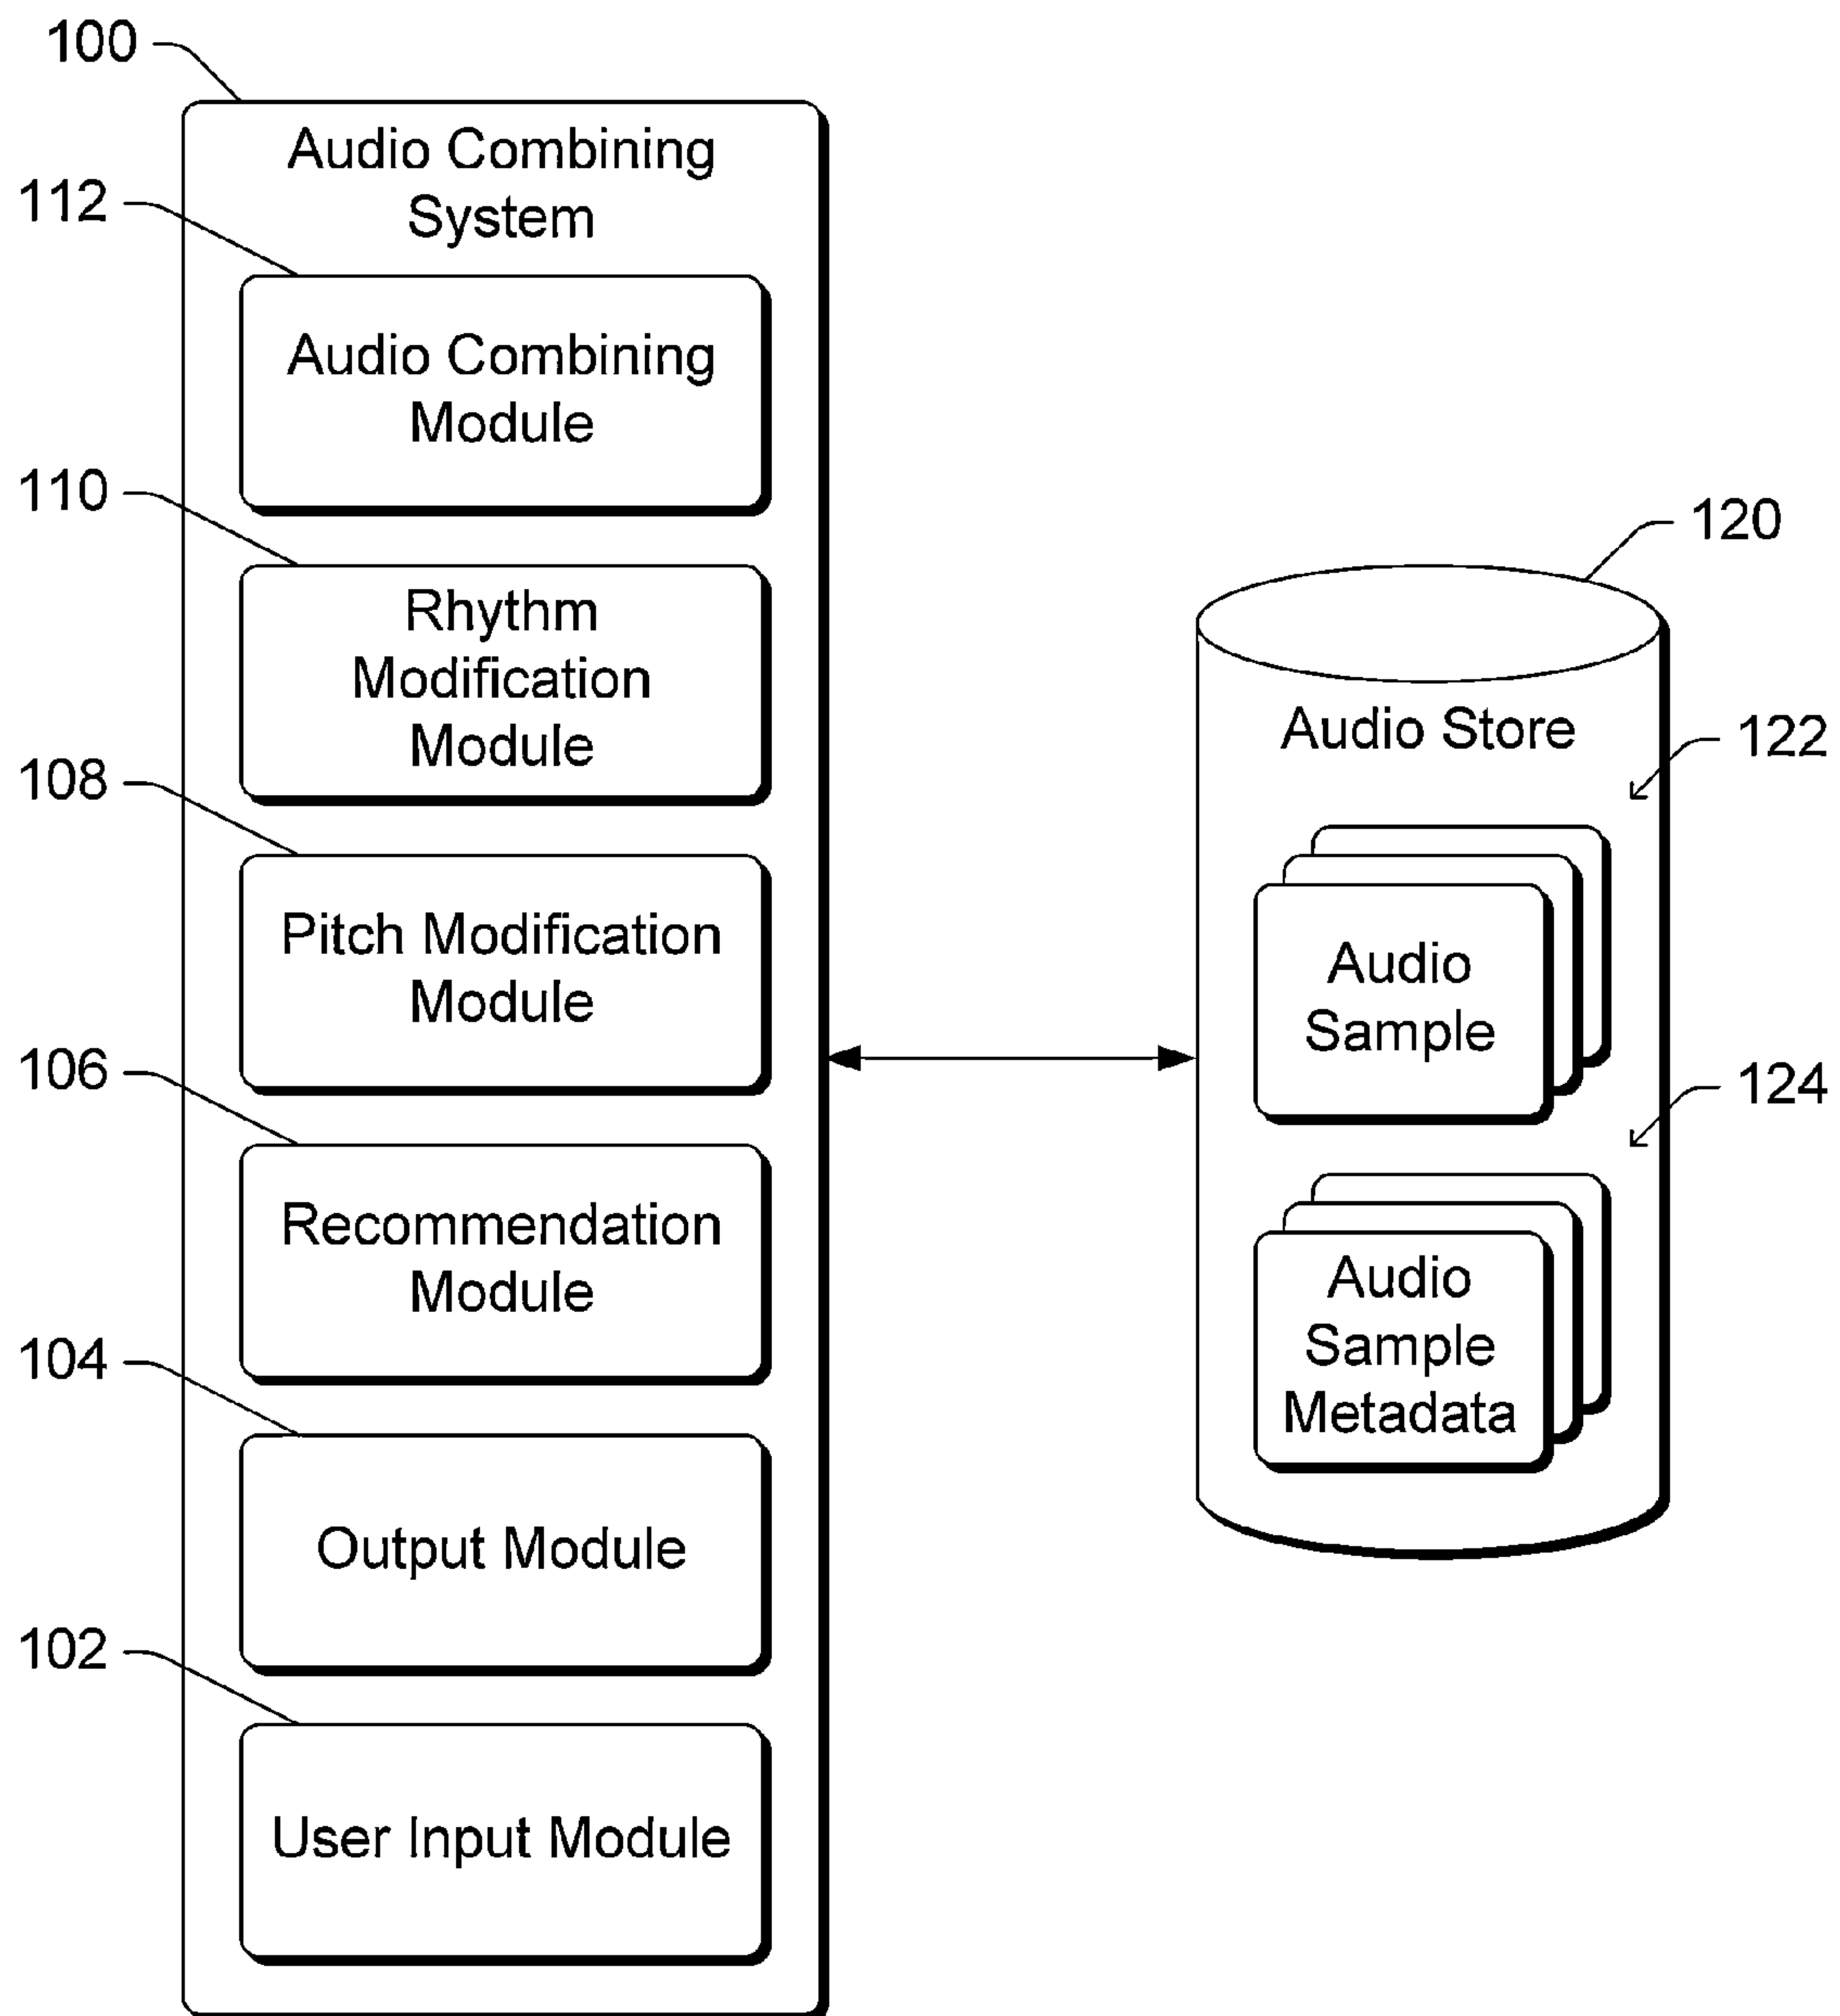 100
Audio Combining
System
112
Audio Combining
Module
110
Rhythm
Modification
Module
108
Pitch Modification
Module
106
Recommendation
Module
104
Output Module
102
User Input Module
120
Audio Store
122
Audio
Sample
124
Audio
Sample
Metadata